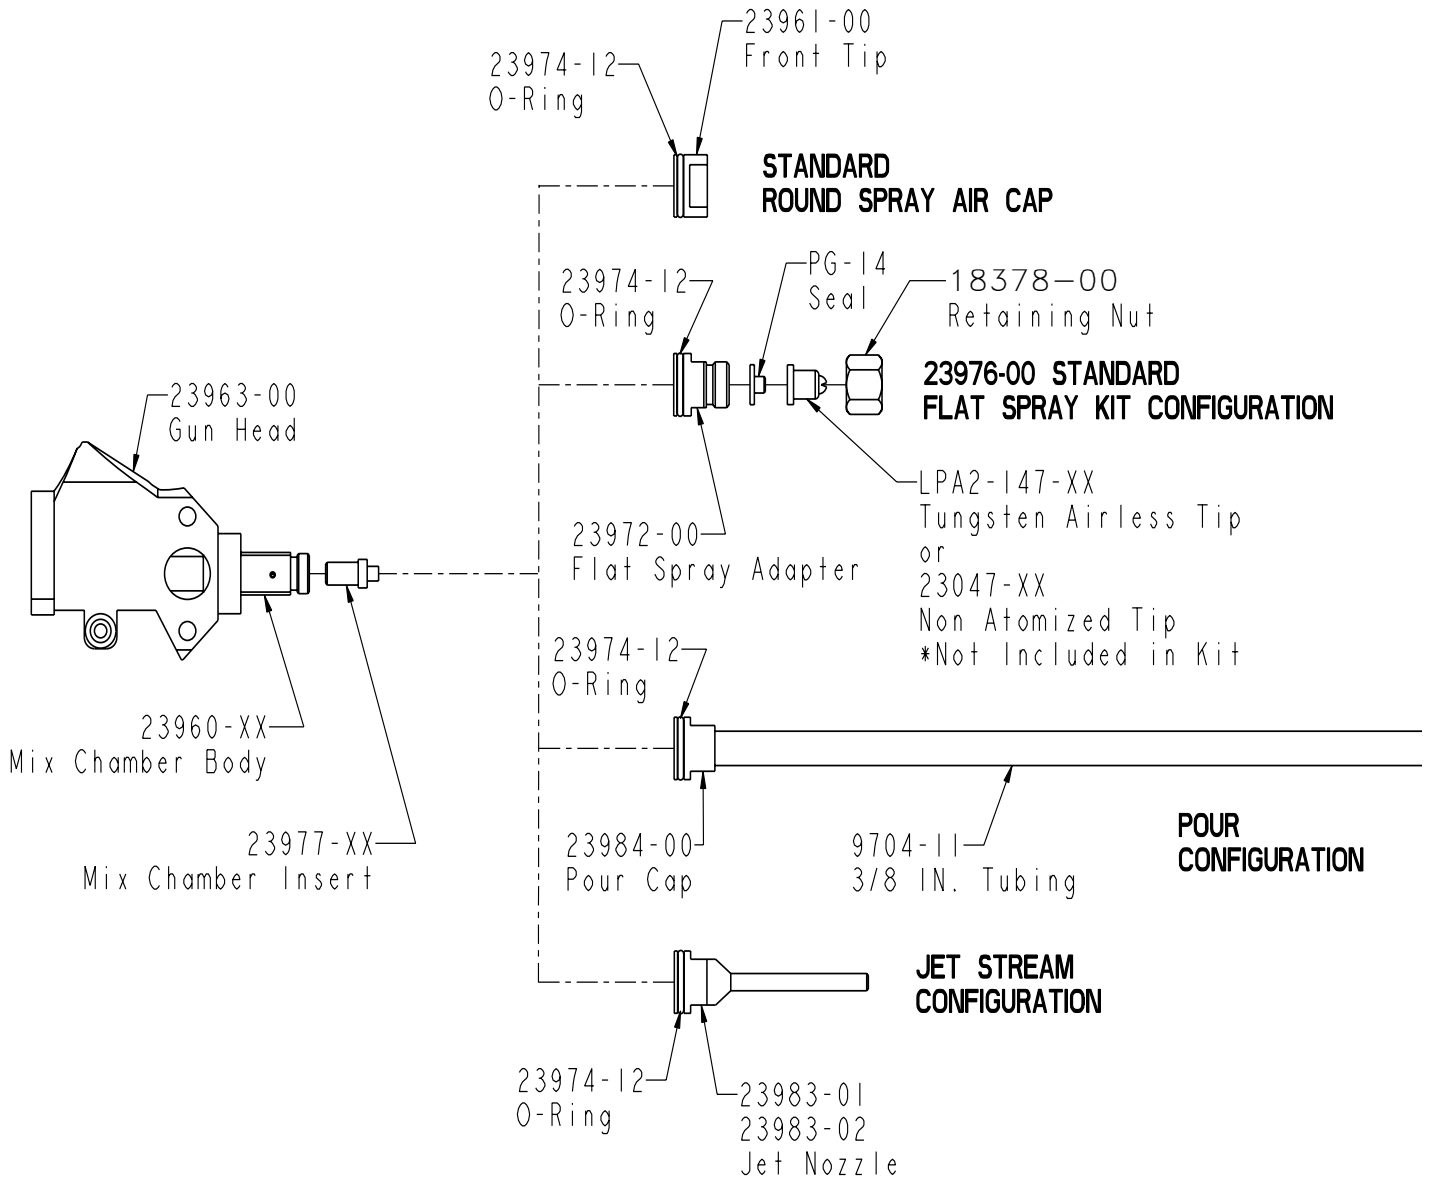 23961-00
Front Tip
23974-12
O-Ring
STANDARD
ROUND SPRAY AIR CAP
23974-12
O-Ring
PG-14
Seal
18378-00
Retaining Nut
23976-00 STANDARD
FLAT SPRAY KIT CONFIGURATION
23963-00
Gun Head
LPA2-147-XX
Tungsten Airless Tip
or
23047-XX
Non Atomized Tip
*Not Included in Kit
23972-00
Flat Spray Adapter
23974-12
O-Ring
23960-XX
Mix Chamber Body
23977-XX
Mix Chamber Insert
23984-00
Pour Cap
9704-11
3/8 IN. Tubing
POUR
CONFIGURATION
JET STREAM
CONFIGURATION
23974-12
O-Ring
23983-01
23983-02
Jet Nozzle